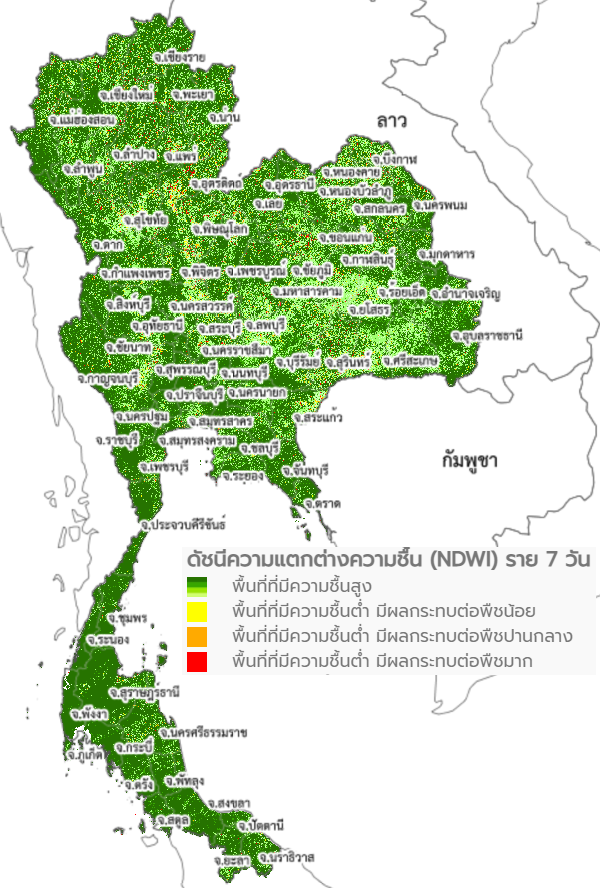 จ.เชียงราย
จ.เชียงใหม่
จ.พะเยา
จ.แม่ฮ่องสอน
จ.น่าน
ลาว
จ.ลำปาง
จ.แพร่
จ.ลำพูน
จ.บึงกาฬ
จ.หนองคาย
จ.อุตรดิตถ์
จ.อุดรธานี
จ.หนองบัวลำภู
จ.เลย
จ.สกลนคร
จ.นครพนม
จ.สุโขทัย
จ.พิษณุโลก
จ.ขอนแก่น
จ.ตาก
จ.มุกดาหาร
จ.กาฬสินธุ์
จ.กำแพงเพชร
จ.พิจิตร
จ.เพชรบูรณ์
จ.ชัยภูมิ
จ.มหาสารคาม
จ.ร้อยเอ็ด
จ.อำนาจเจริญ
จ.สิงห์บุรี
จ.นครสวรรค์
จ.ยโสธร
จ.อุทัยธานี
จ.สระบุรี
จ.ลพบุรี
จ.อุบลราชธานี
จ.ชัยนาท
จ.นครราชสีมา
จ.บุรีรัมย์
จ.สุรินทร์
จ.ศรีสะเกษ
จ.สุพรรณบุรี
จ.นนทบุรี
จ.กาญจนบุรี
จ.ปราจีนบุรี
จ.นครนายก
จ.นครปฐม
จ.สมุทรสาคร
จ.สระแก้ว
จ.ราชบุรี
จ.สมุทรสงคราม
จ.ชลบุรี
กัมพูชา
จ.เพชรบุรี
จ.ระยอง
จ.จันทบุรี
จ.ตราด
จ.ประจวบคีรีขันธ์
ดัชนีความแตกต่างความชื้น (NDWI) ราย 7 วัน
พื้นที่ที่มีความชื้นสูง
พื้นที่ที่มีความชื้นต่ำ มีผลกระทบต่อพืชน้อย
พื้นที่ที่มีความชื้นต่ำ มีผลกระทบต่อพืชปานกลาง
พื้นที่ที่มีความชื้นต่ำ มีผลกระทบต่อพืชมาก
จ.ชุมพร
จ.ระนอง
จ.สุราษฎร์ธานี
จ.พังงา
จ.นครศรีธรรมราช
จ.กระบี่
จ.ภูเก็ต
จ.ตรัง
จ.พัทลุง
จ.สงขลา
จ.สตูล
จ.ปัตตานี
จ.ยะลา
จ.นราธิวาส